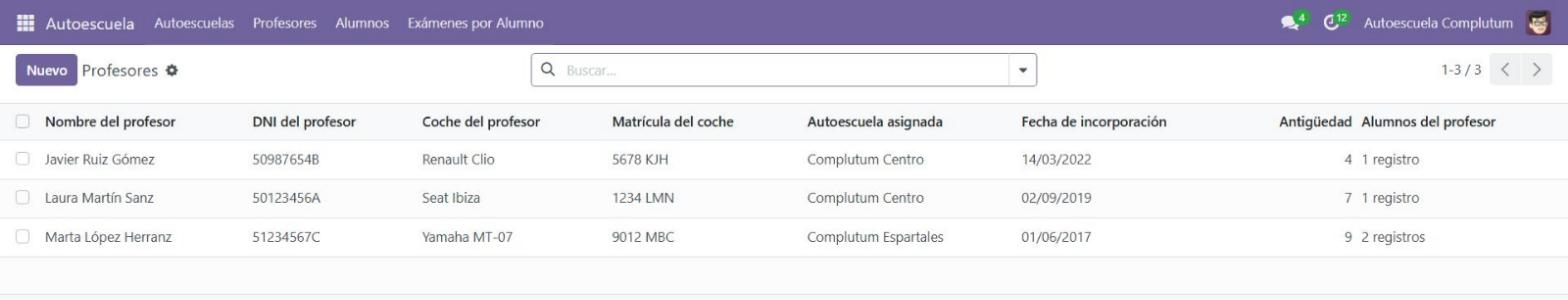 Autoescuela Autoescuelas Profesores Alumnos Exámenes por Alumno 4 12 Autoescuela Complutum
Nuevo Profesores Buscar... 1-3 / 3
Nombre del profesor DNI del profesor Coche del profesor Matrícula del coche Autoescuela asignada Fecha de incorporación Antigüedad Alumnos del profesor
Javier Ruiz Gómez 50987654B Renault Clio 5678 KJH Complutum Centro 14/03/2022 4 1 registro
Laura Martín Sanz 50123456A Seat Ibiza 1234 LMN Complutum Centro 02/09/2019 7 1 registro
Marta López Herranz 51234567C Yamaha MT-07 9012 MBC Complutum Espartales 01/06/2017 9 2 registros